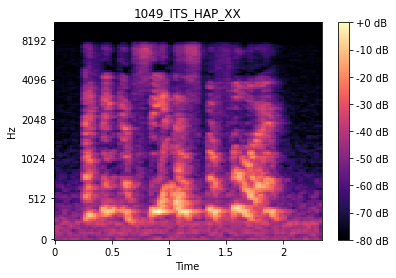 1049_ITS_HAP_XX
+0 dB
8192
-10 dB
4096
-20 dB
-30 dB
2048
Hz
-40 dB
1024
-50 dB
512
-60 dB
-70 dB
0
-80 dB
0 0.5 1 1.5 2
Time